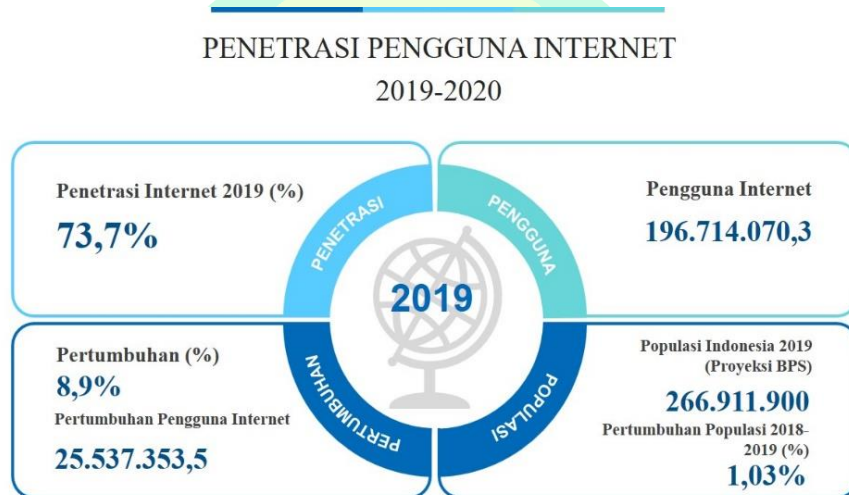 PENETRASI PENGGUNA INTERNET
2019-2020
Penetrasi Internet 2019 (%)
73,7%
Pengguna Internet
196.714.070,3
PENETRASI
PENGGUNA
2019
PERTUMBUHAN
POPULASI
Pertumbuhan (%)
8,9%
Pertumbuhan Pengguna Internet
25.537.353,5
Populasi Indonesia 2019
(Proyeksi BPS)
266.911.900
Pertumbuhan Populasi 2018-
2019 (%)
1,03%